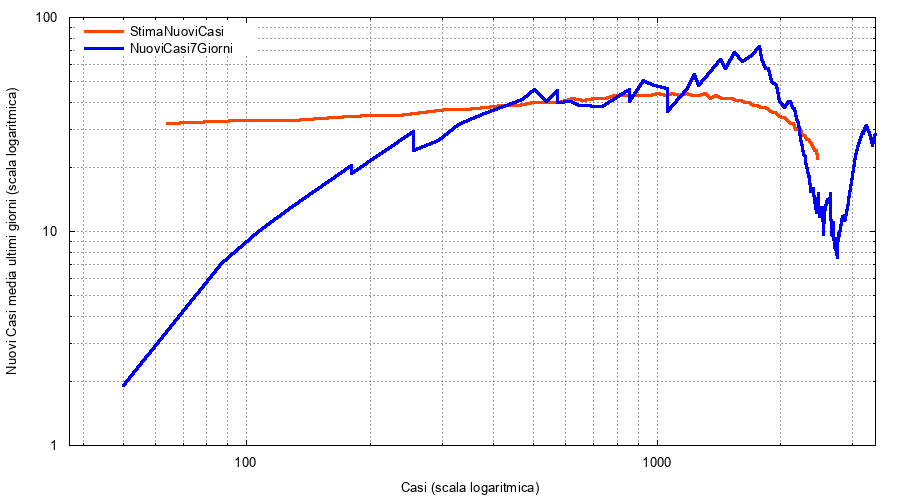 100
StimaNuoviCasi
NuoviCasi7Giorni
Nuovi Casi media ultimi giorni (scala logaritmica)
10
1
100
1000
Casi (scala logaritmica)